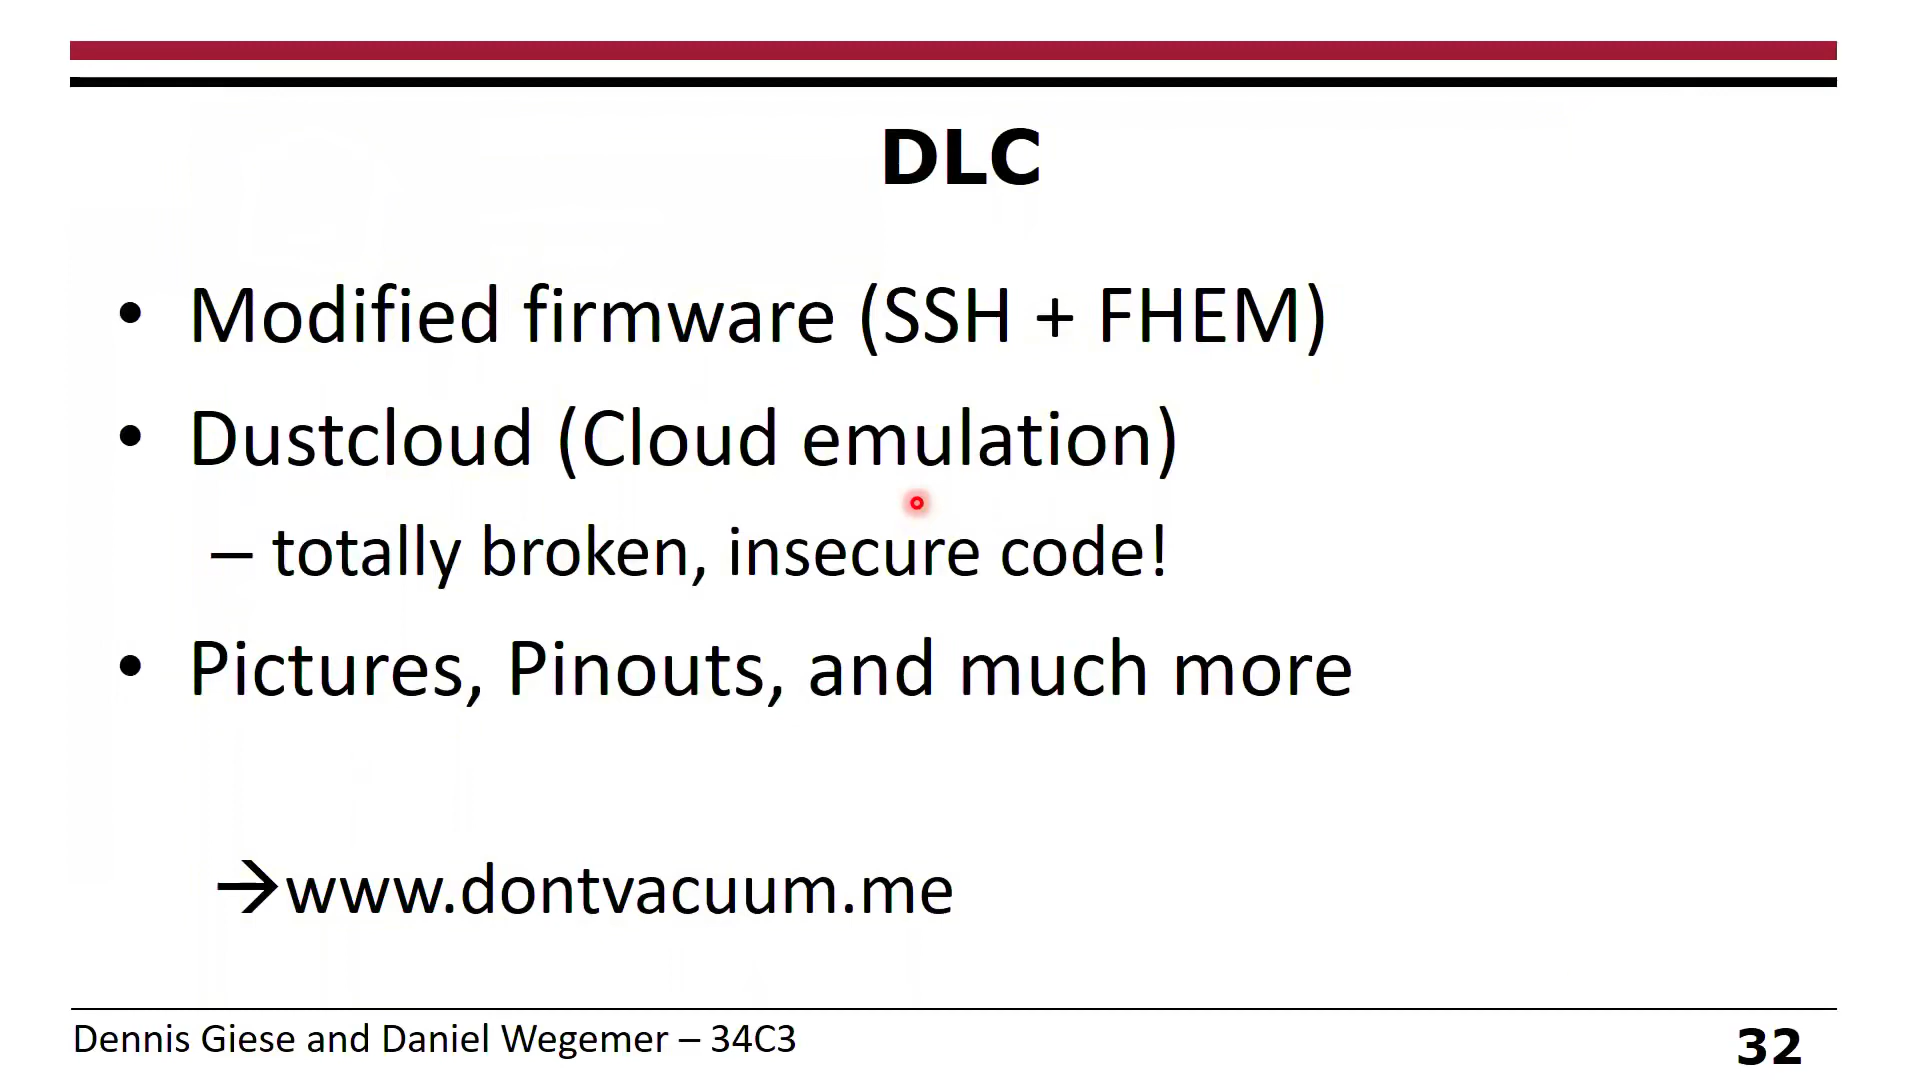 DLC
• Modified firmware (SSH + FHEM)
• Dustcloud (Cloud emulation)
– totally broken, insecure code!
• Pictures, Pinouts, and much more
→www.dontvacuum.me
Dennis Giese and Daniel Wegemer – 34C3
32